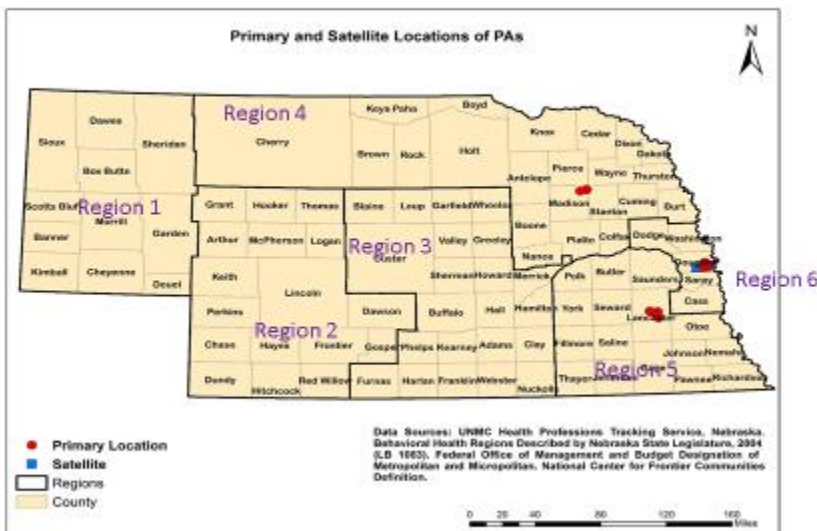 Primary and Satellite Locations of PAs
N
Region 4
Keya Paha
Boyd
Dawes
Sioux
Sheridan
Cherry
Knox
Cedar
Dixon
Dakota
Brown
Rock
Holt
Box Butte
Antelope
Pierce
Wayne
Thurston
Scotts Bluff
Region 1
Morrill
Garden
Grant
Hooker
Thomas
Blaine
Loup
Garfield
Wheeler
Madison
Stanton
Cuming
Burt
Boone
Banner
Arthur
McPherson
Logan
Region 3
Custer
Valley
Greeley
Nance
Platte
Colfax
Dodge
Washington
Kimball
Cheyenne
Deuel
Keith
Lincoln
Sherman
Howard
Merrick
Polk
Butler
Saunders
Sarpy
Region 6
Cass
Perkins
Region 2
Dawson
Buffalo
Hall
Hamilton
York
Seward
Lancaster
Otoe
Chase
Hayes
Frontier
Gosper
Phelps
Kearney
Adams
Clay
Fillmore
Saline
Region 5
Johnson
Nemaha
Dundy
Hitchcock
Red Willow
Furnas
Harlan
Franklin
Webster
Nuckolls
Thayer
Pawnee
Richardson
Primary Location
Satellite
Regions
County
Data Sources: UNMC Health Professions Tracking Service, Nebraska.
Behavioral Health Regions Described by Nebraska State Legislature, 2004
(LB 1083). Federal Office of Management and Budget Designation of
Metropolitan and Micropolitan. National Center for Frontier Communities
Definition.
0 20 40 80 120 160
Miles